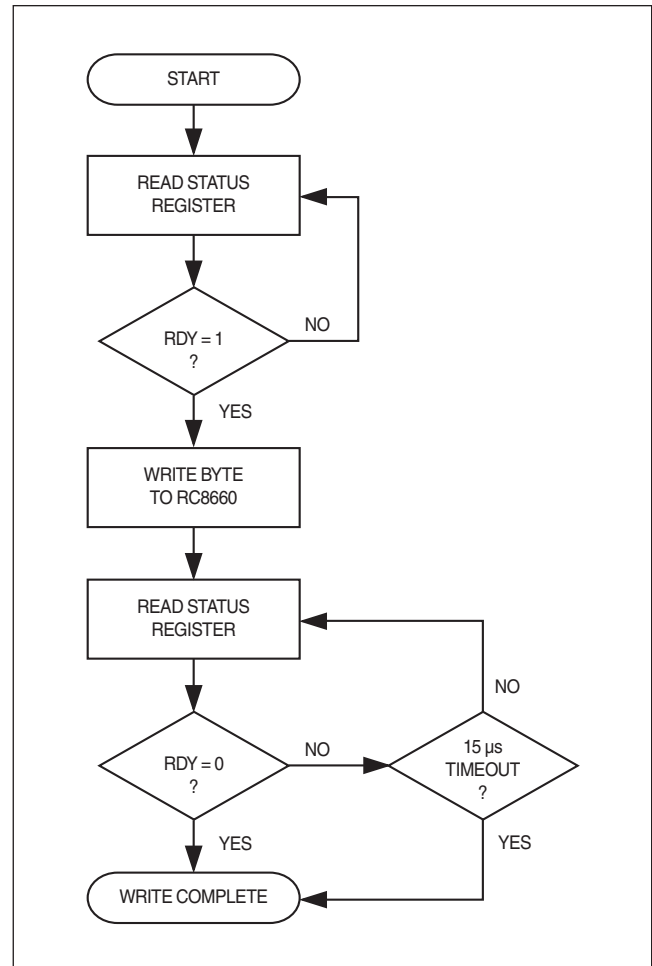 START
READ STATUS
REGISTER
NO
RDY = 1
?
YES
WRITE BYTE
TO RC8660
READ STATUS
REGISTER
NO
RDY = 0
?
NO
15 µs
TIMEOUT
?
YES
YES
WRITE COMPLETE